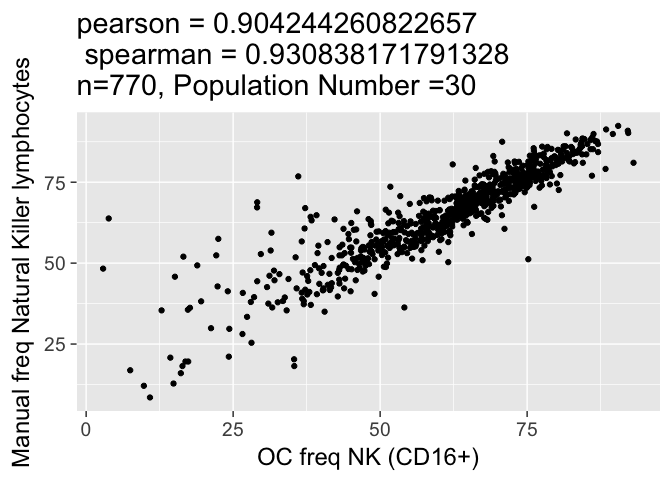 pearson = 0.904244260822657
spearman = 0.930838171791328
n=770, Population Number =30
Manual freq Natural Killer lymphocytes
75
50
25
0
25
50
75
OC freq NK (CD16+)